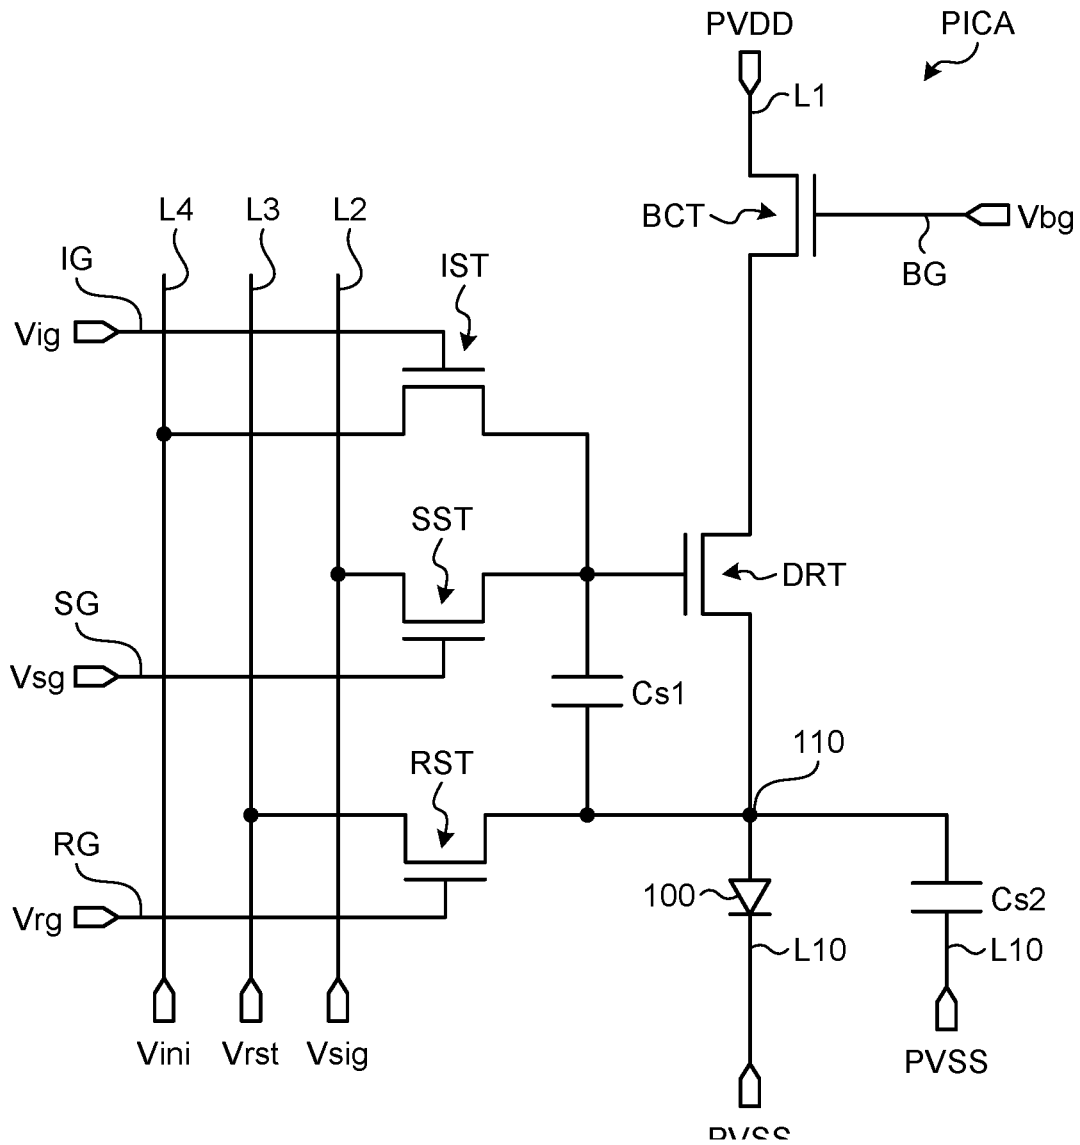 PVDD
PICA
L1
L4
L3
L2
BCT
Vbg
IG
IST
BG
Vig
SST
DRT
SG
Vsg
Cs1
110
RST
RG
100
Cs2
Vrg
L10
L10
Vini
Vrst
Vsig
PVSS
PVSS